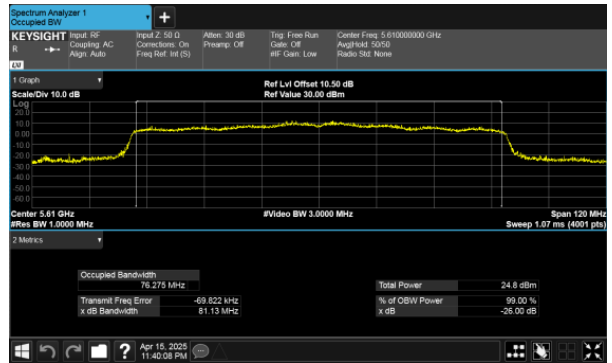 Spectrum Analyzer 1
Occupied BW
KEYSIGHT Input: RF Input Z: 50 Ω Atten: 30 dB Trig: Free Run Center Freq: 5.610000000 GHz
R Coupling: AC Corrections: On Preamp: Off Gate: Off Avg|Hold: 50/50
Align: Auto Freq Ref: Int (S) #IF Gain: Low Radio Std: None
LXI
1 Graph
Ref Lvl Offset 10.50 dB
Scale/Div 10.0 dB Ref Value 30.00 dBm
Log
20.0
10.0
0.00
-10.0
-20.0
-30.0
-40.0
-50.0
-60.0
Center 5.61 GHz #Video BW 3.0000 MHz Span 120 MHz
#Res BW 1.0000 MHz Sweep 1.07 ms (4001 pts)
2 Metrics
Occupied Bandwidth
76.275 MHz Total Power 24.8 dBm
Transmit Freq Error -69.822 kHz % of OBW Power 99.00 %
x dB Bandwidth 81.13 MHz x dB -26.00 dB
? Apr 15, 2025
11:40:08 PM